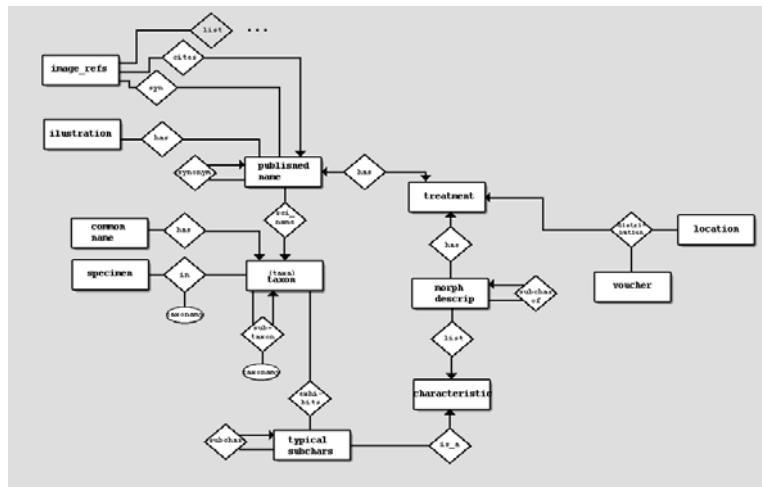 list ...
image_refs
cites
syn
ilustration
has
synonym
published
name
has
treatment
sci_
name
common
name
has
has
distri-
bution
location
specimen
in
(taxa)
taxon
morph
descrip
subchar
of
voucher
taxonomy
sub-
taxon
list
taxonomy
exhi-
bits
characteristic
subchar
typical
subchars
is_a